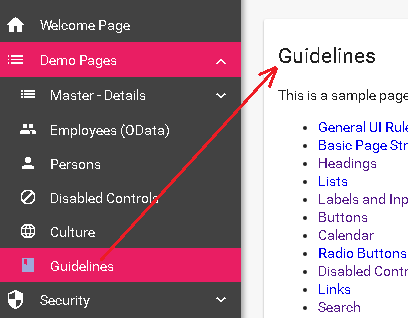 Welcome Page
Demo Pages
Master - Details
Employees (OData)
Persons
Disabled Controls
Culture
Guidelines
Security
Guidelines
This is a sample page
General UI Rule
Basic Page Str
Headings
Lists
Labels and Inp
Buttons
Calendar
Radio Buttons
Disabled Contr
Links
Search